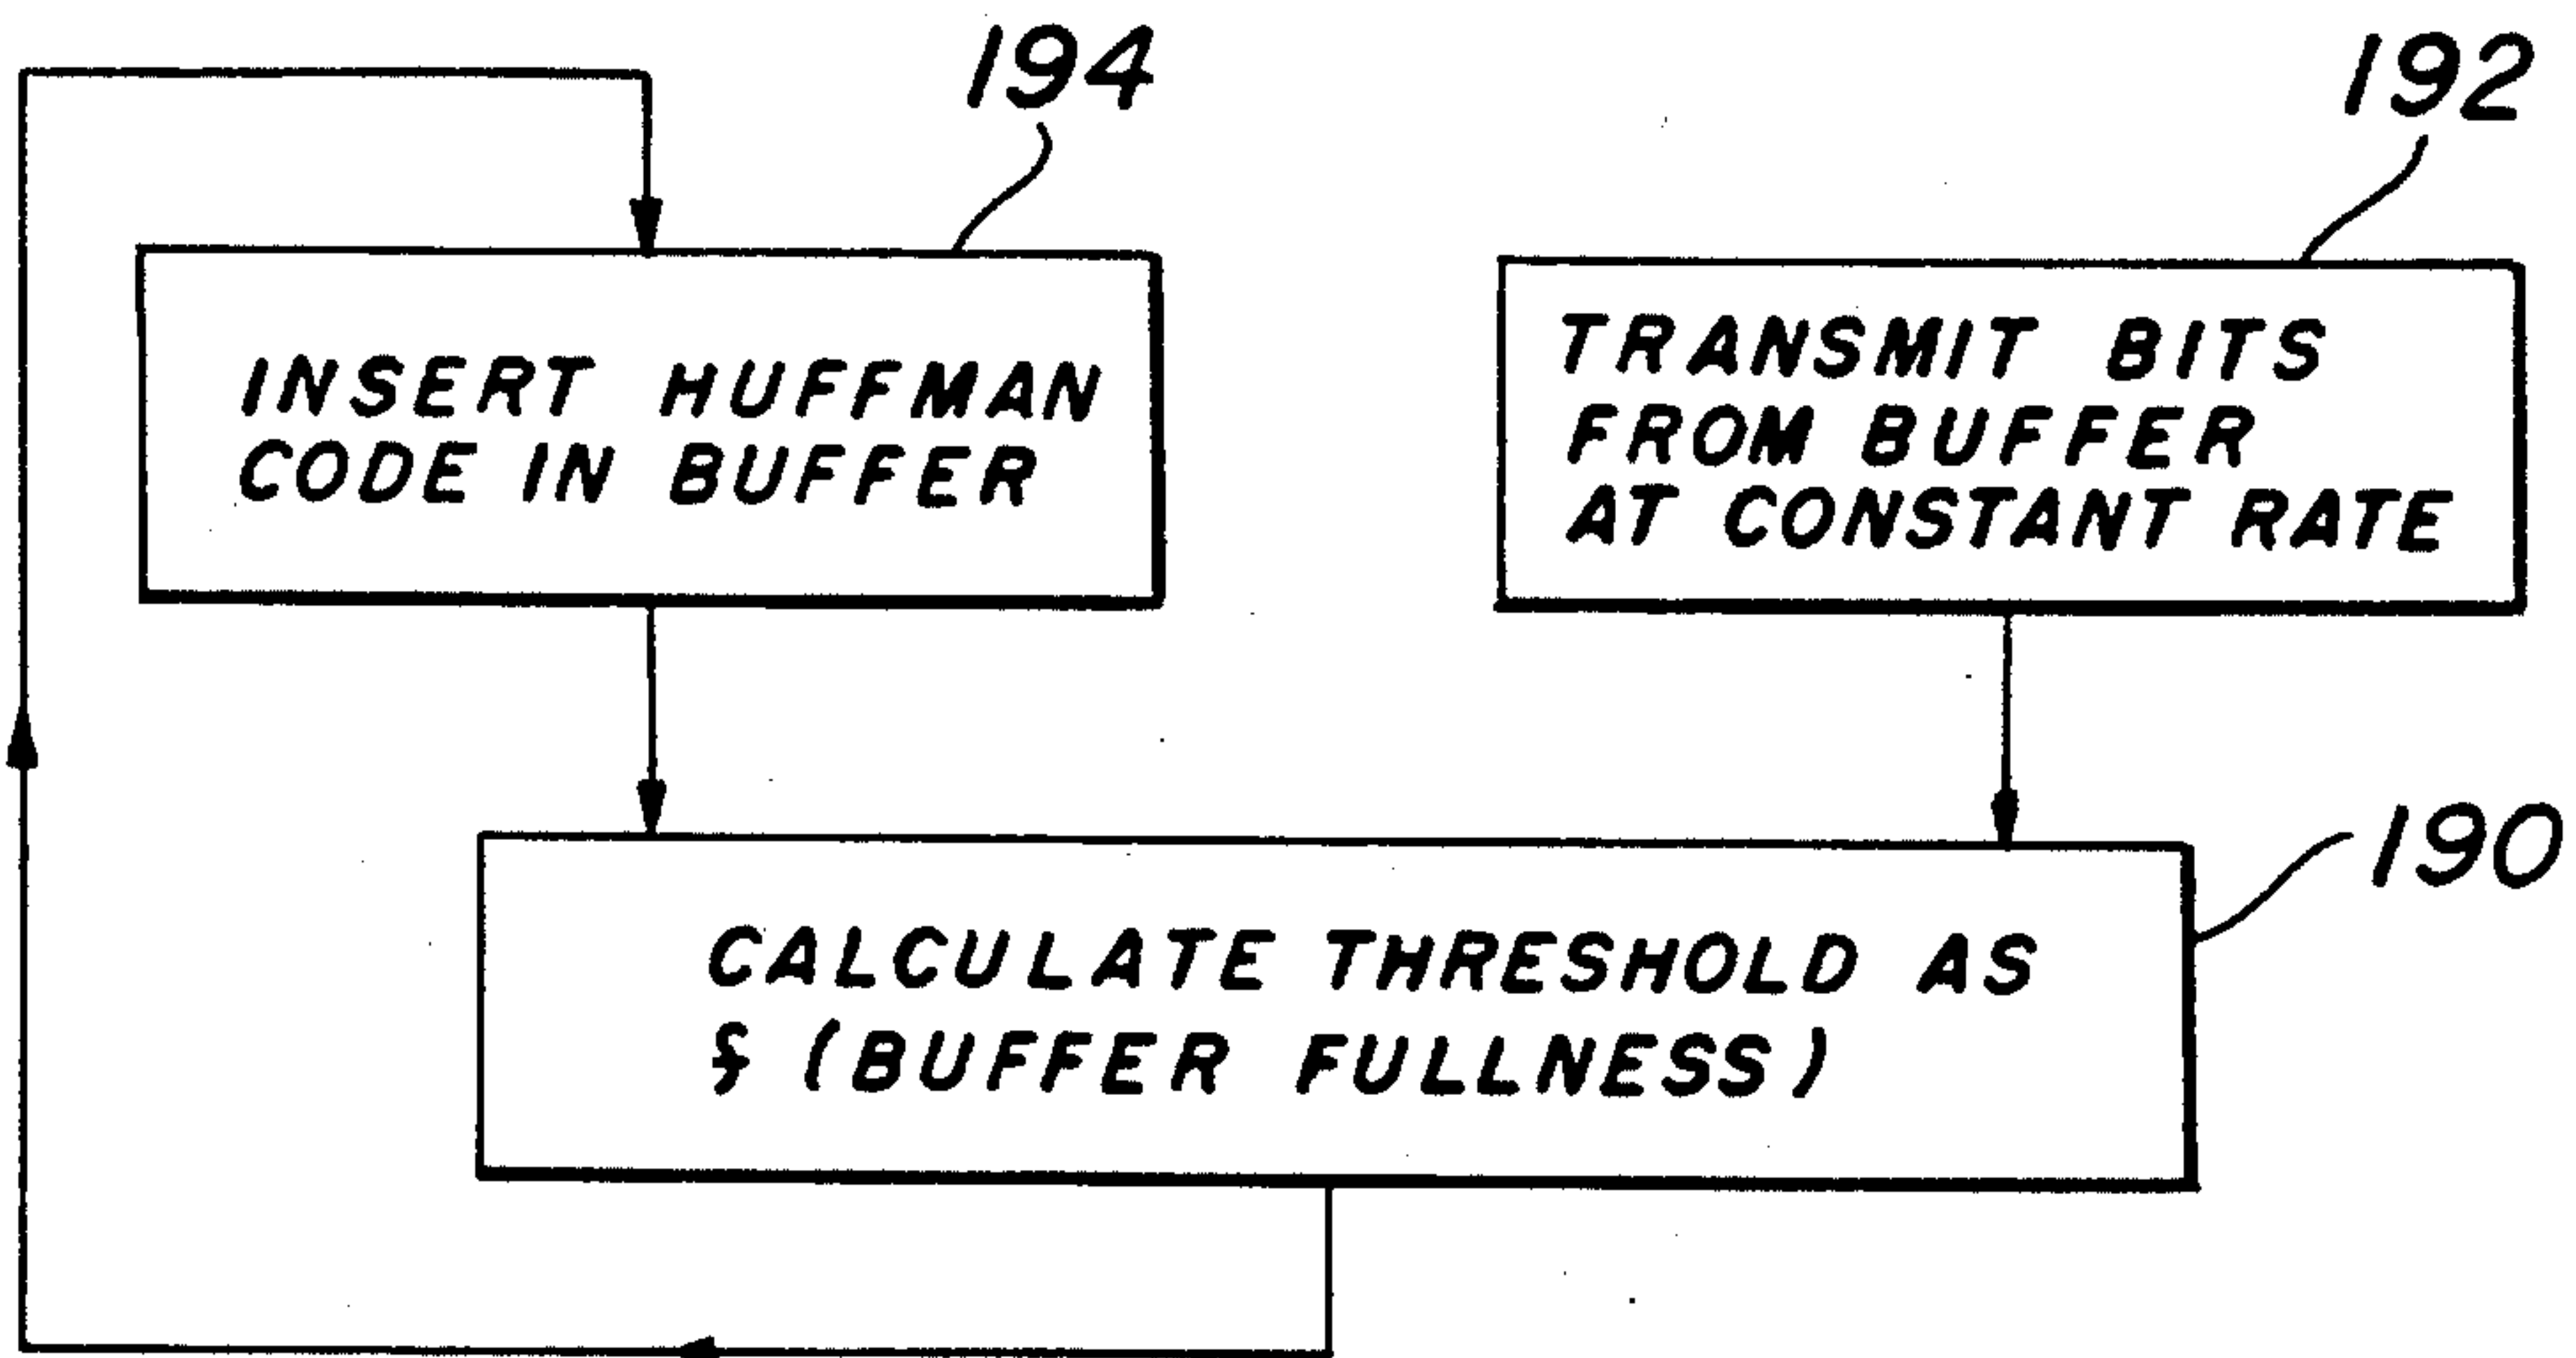 194
192
INSERT HUFFMAN
CODE IN BUFFER
TRANSMIT BITS
FROM BUFFER
AT CONSTANT RATE
190
CALCULATE THRESHOLD AS
f (BUFFER FULLNESS)